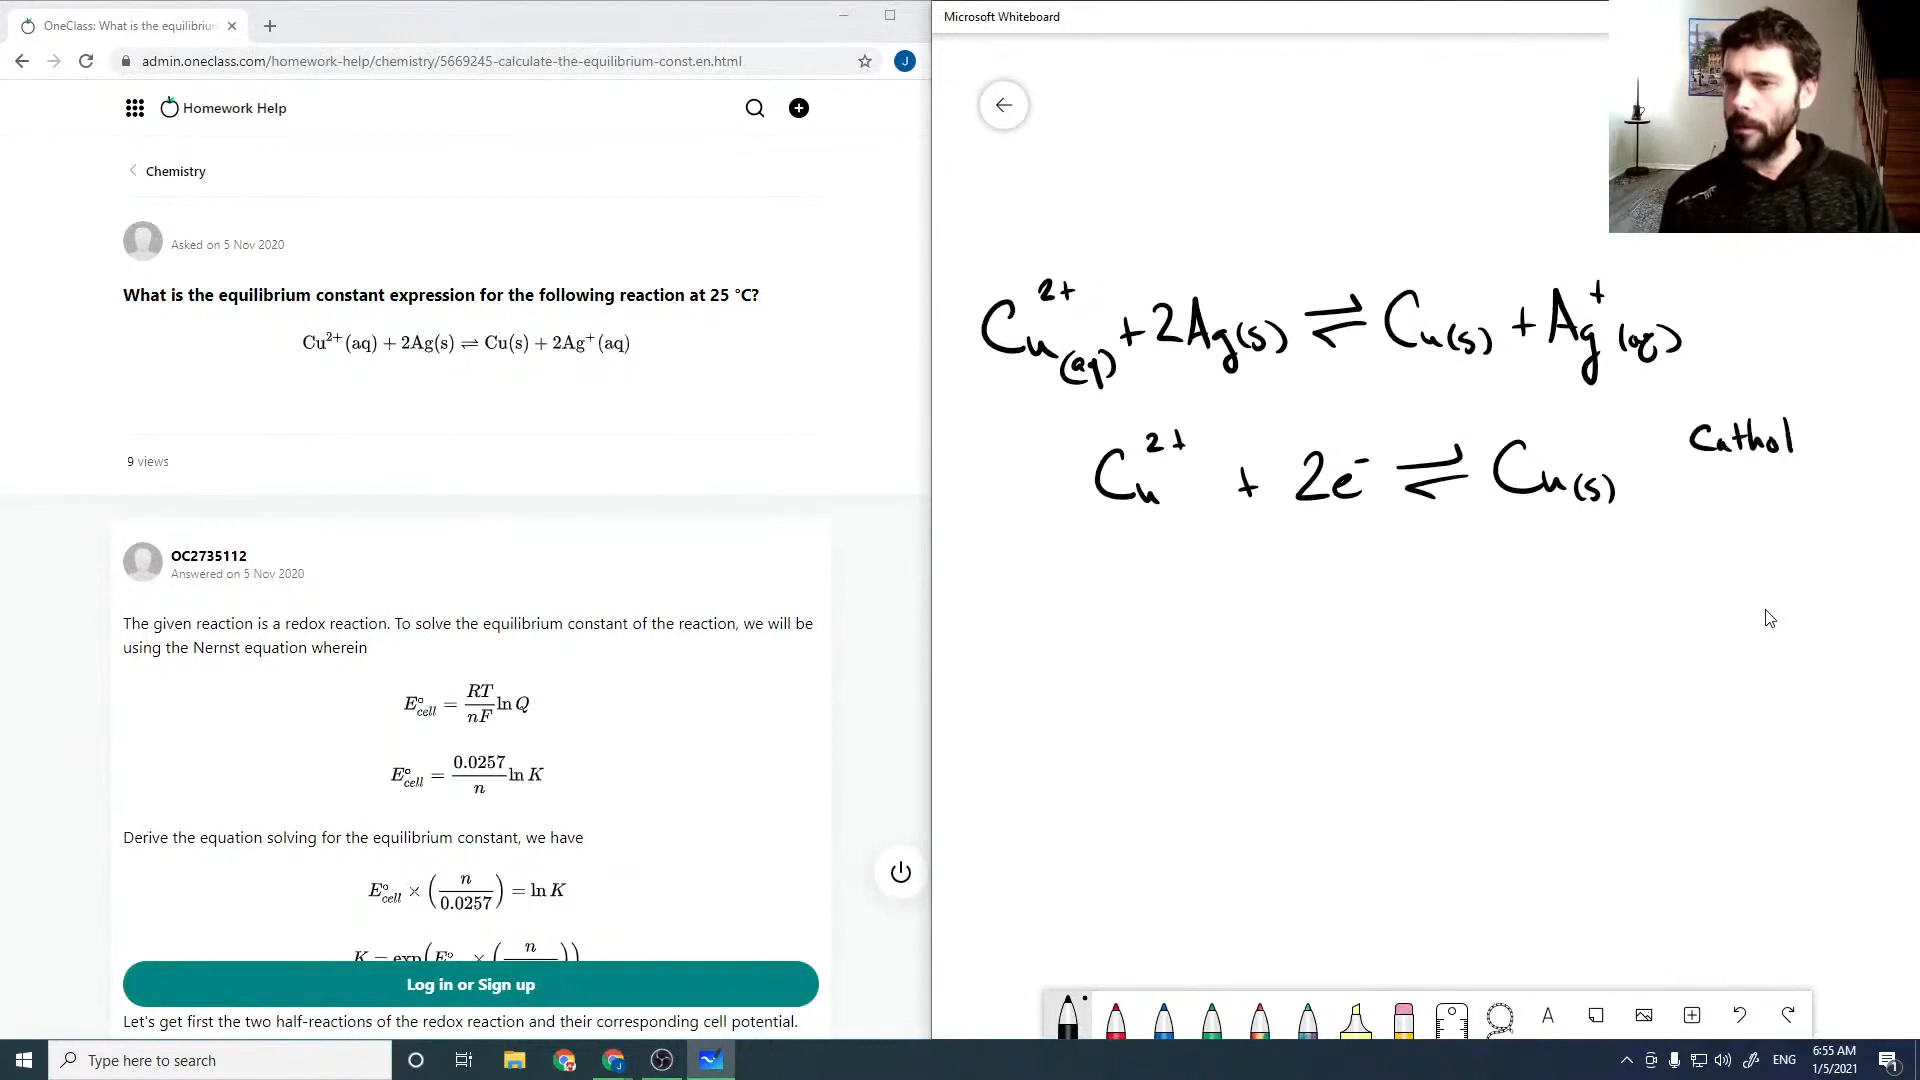 OneClass: What is the equilibriu
Microsoft Whiteboard
admin.oneclass.com/homework-help/chemistry/5669245-calculate-the-equilibrium-const.en.html
J
Homework Help
Chemistry
Asked on 5 Nov 2020
What is the equilibrium constant expression for the following reaction at 25 °C?
Cu²⁺(aq) + 2Ag(s) ⇌ Cu(s) + 2Ag⁺(aq)
9 views
OC2735112
Answered on 5 Nov 2020
The given reaction is a redox reaction. To solve the equilibrium constant of the reaction, we will be
using the Nernst equation wherein
E°cell = RT/nF ln Q
E°cell = 0.0257/n ln K
Derive the equation solving for the equilibrium constant, we have
E°cell × (n/0.0257) = ln K
Log in or Sign up
Let's get first the two half-reactions of the redox reaction and their corresponding cell potential.
Cu²⁺(aq) + 2Ag(s) ⇌ Cu(s) + Ag⁺(aq)
Cathol
Cu²⁺ + 2e⁻ ⇌ Cu(s)
A
Type here to search
ENG
6:55 AM
1/5/2021
1